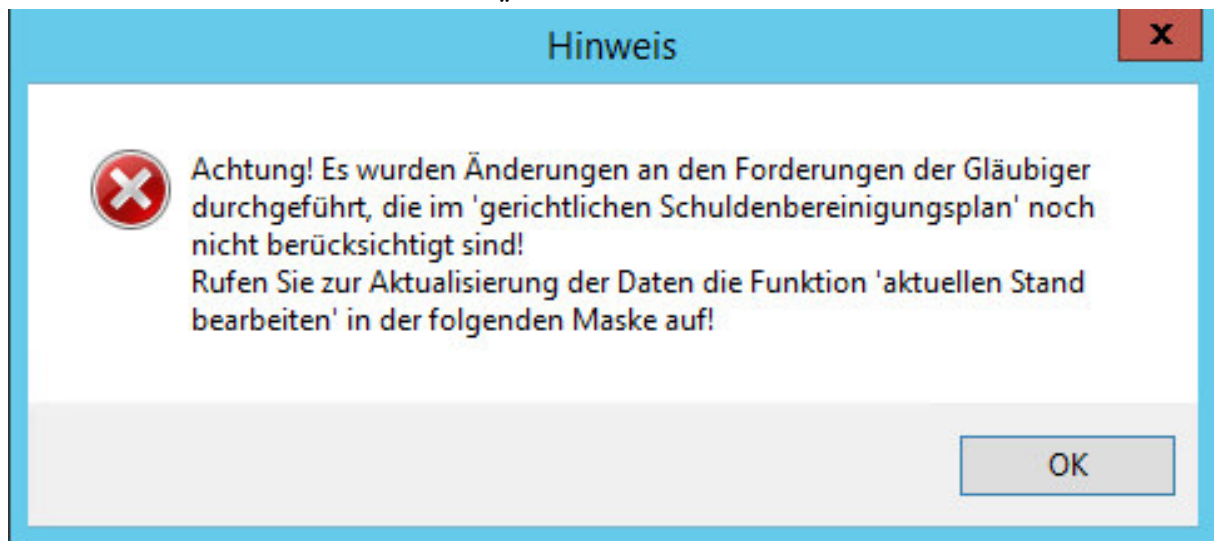 Hinweis
x
Achtung! Es wurden Änderungen an den Forderungen der Gläubiger
durchgeführt, die im 'gerichtlichen Schuldenbereinigungsplan' noch
nicht berücksichtigt sind!
Rufen Sie zur Aktualisierung der Daten die Funktion 'aktuellen Stand
bearbeiten' in der folgenden Maske auf!
OK